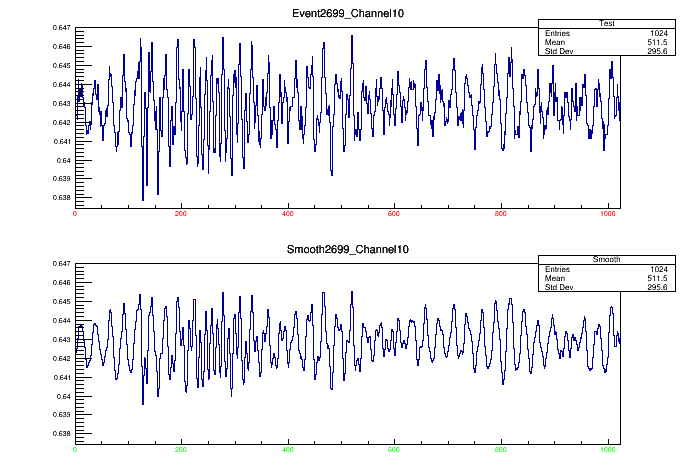 Event2699_Channel10
Test
Entries 1024
Mean 511.5
Std Dev 295.6
0.647
0.646
0.645
0.644
0.643
0.642
0.641
0.64
0.639
0.638
0 200 400 600 800 1000
Smooth2699_Channel10
Smooth
Entries 1024
Mean 511.5
Std Dev 295.6
0.647
0.646
0.645
0.644
0.643
0.642
0.641
0.64
0.639
0.638
0 200 400 600 800 1000